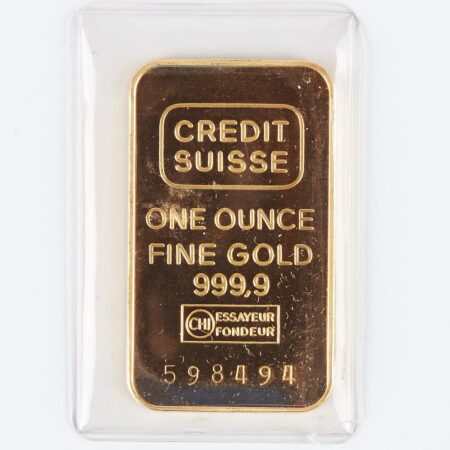 CREDIT
SUISSE
ONE OUNCE
FINE GOLD
999,9
CHI ESSAYEUR
FONDEUR
598494